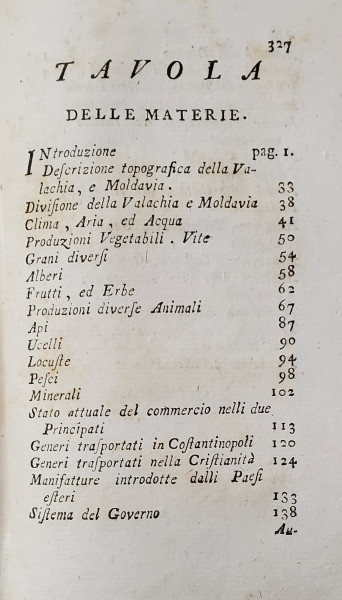 327
TAVOLA
DELLE MATERIE.
INtroduzione pag. 1.
Deſcrizione topografica della Va-
lachia, e Moldavia. 33
Diviſione della Valachia e Moldavia 38
Clima, Aria, ed Acqua 41
Produzioni Vegetabili. Vite 50
Grani diverſi 54
Alberi 58
Frutti, ed Erbe 62
Produzioni diverſe Animali 67
Api 87
Ucelli 90
Locuſte 94
Peſci 98
Minerali 102
Stato attuale del commercio nelli due
Principati 113
Generi traſportati in Coſtantinopoli 120
Generi traſportati nella Criſtianità 124
Manifatture introdotte dalli Paeſi
eſteri 133
Siſtema del Governo 138
Au-